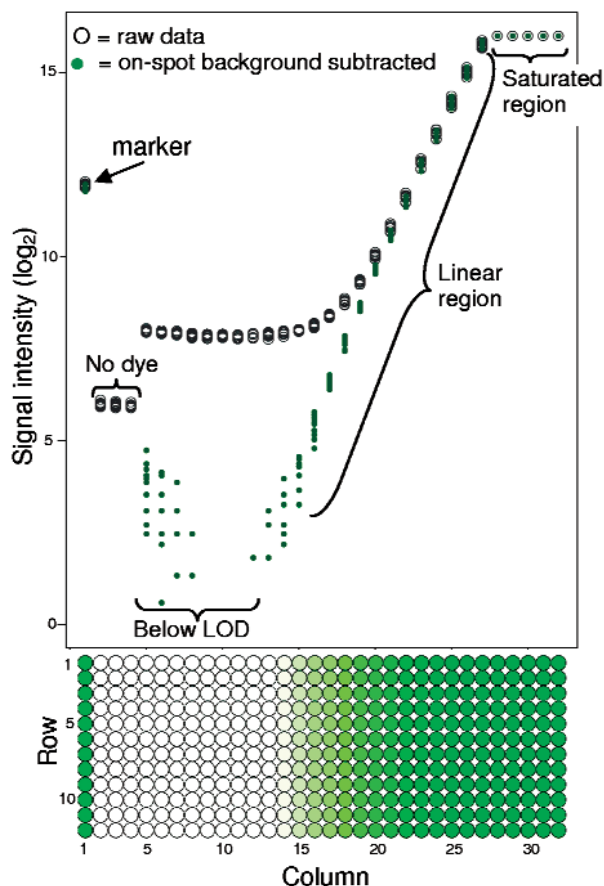 O = raw data
● = on-spot background subtracted
Saturated
region
marker
Linear
region
No dye
Below LOD
Signal intensity (log2)
15
10
5
0
Row
1
5
10
1 5 10 15 20 25 30
Column